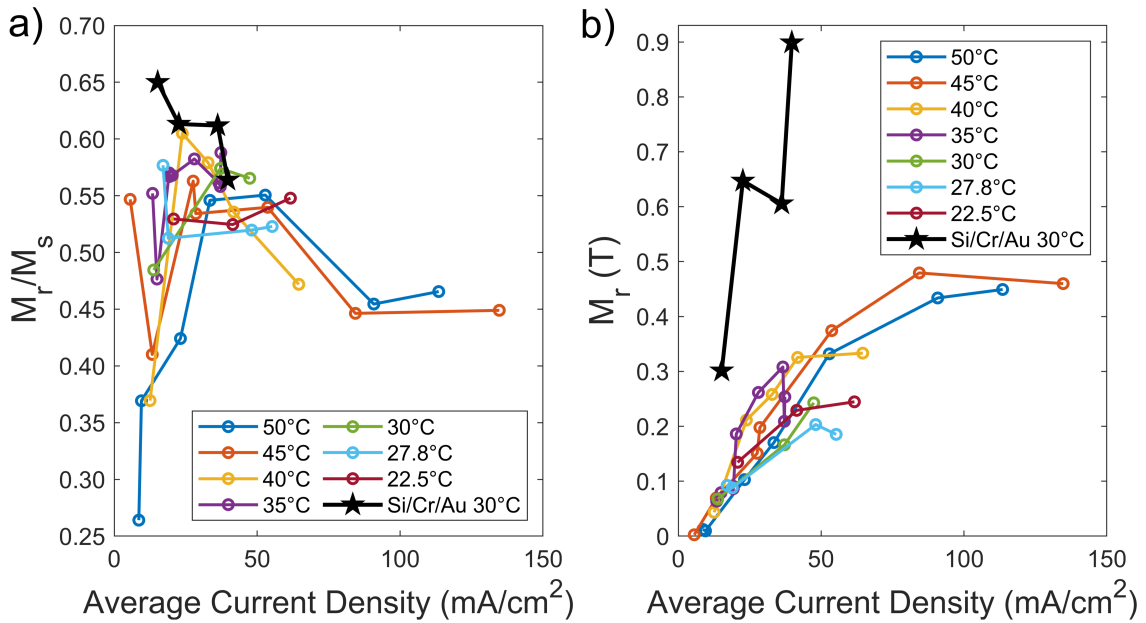 a)
0.70
0.65
0.60
0.55
0.50
0.45
0.40
0.35
0.30
0.25
M_r/M_s
0 50 100 150
Average Current Density (mA/cm²)
50°C
45°C
40°C
35°C
30°C
27.8°C
22.5°C
Si/Cr/Au 30°C
b)
0.9
0.8
0.7
0.6
0.5
0.4
0.3
0.2
0.1
0
M_r (T)
0 50 100 150
Average Current Density (mA/cm²)
50°C
45°C
40°C
35°C
30°C
27.8°C
22.5°C
Si/Cr/Au 30°C